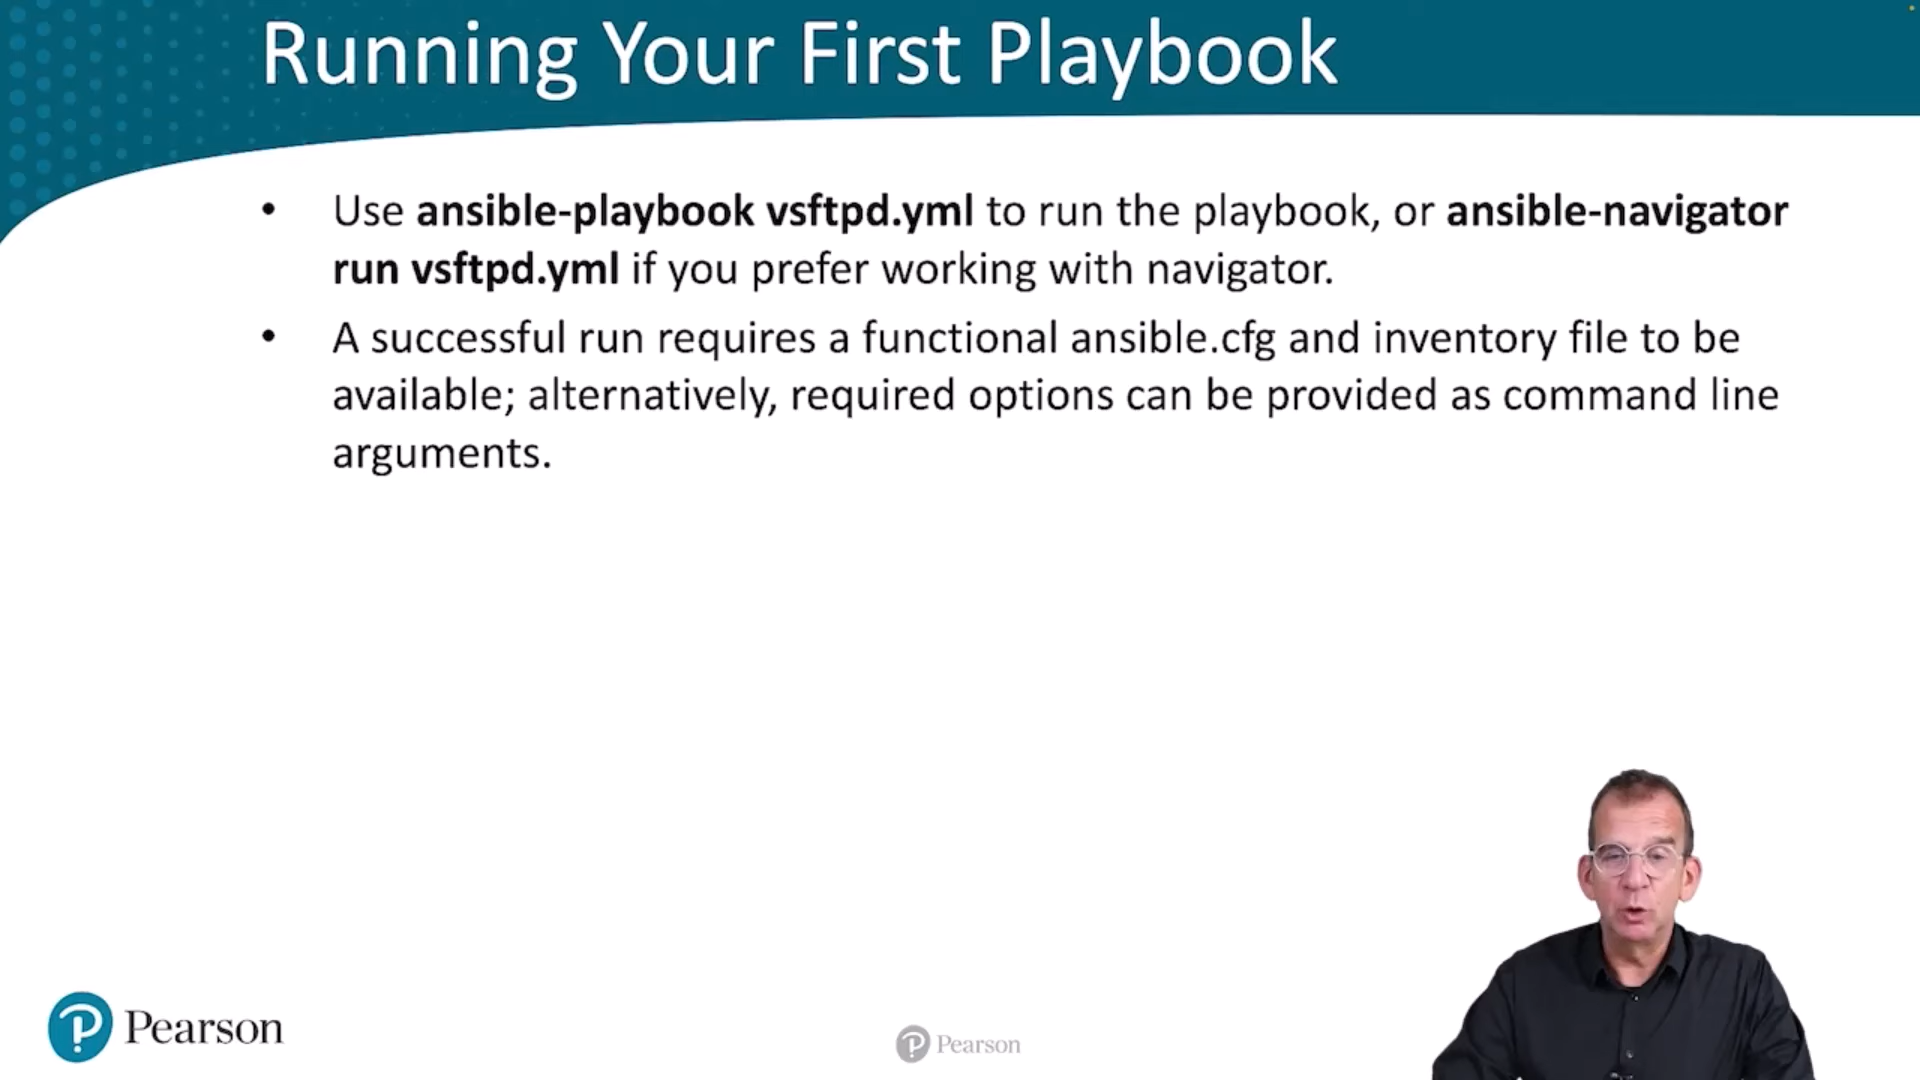 Running Your First Playbook
• Use ansible-playbook vsftpd.yml to run the playbook, or ansible-navigator
run vsftpd.yml if you prefer working with navigator.
• A successful run requires a functional ansible.cfg and inventory file to be
available; alternatively, required options can be provided as command line
arguments.
Pearson
Pearson